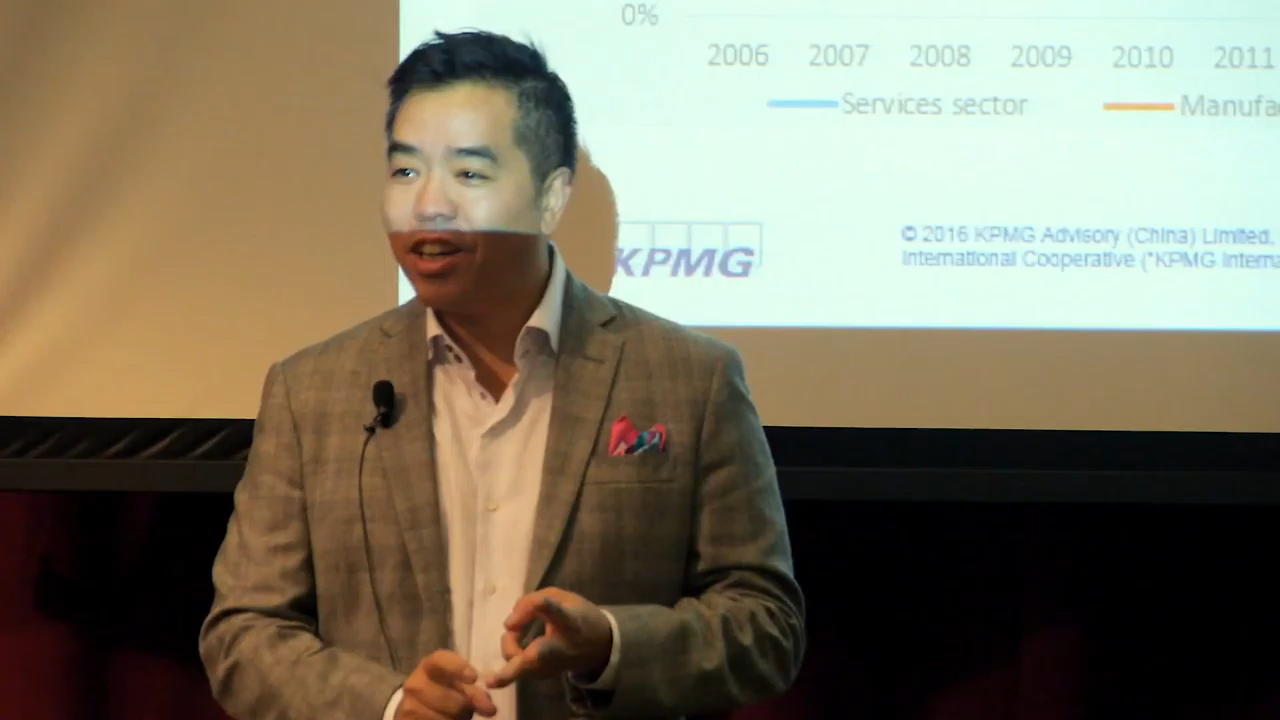 0%
2006 2007 2008 2009 2010 2011
Services sector Manufa
© 2016 KPMG Advisory (China) Limited,
International Cooperative ("KPMG Interna
KPMG